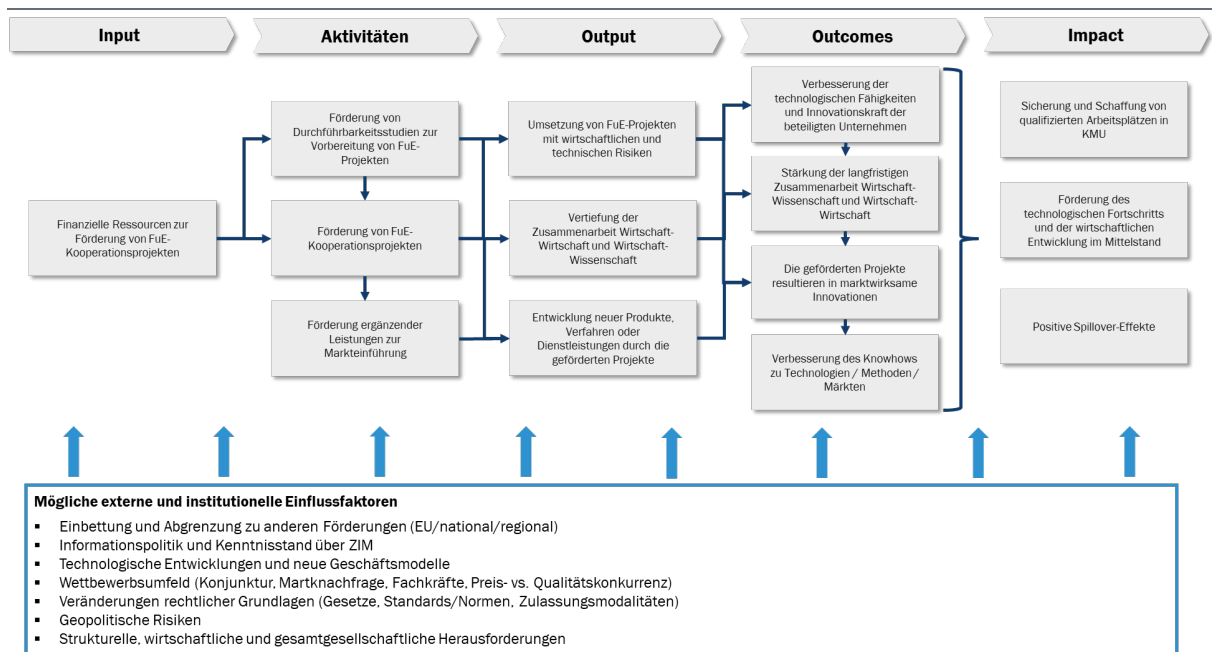 Input
Aktivitäten
Output
Outcomes
Impact
Finanzielle Ressourcen zur
Förderung von FuE-
Kooperationsprojekten
Förderung von
Durchführbarkeitsstudien zur
Vorbereitung von FuE-
Projekten
Förderung von FuE-
Kooperationsprojekten
Förderung ergänzender
Leistungen zur
Markteinführung
Umsetzung von FuE-Projekten
mit wirtschaftlichen und
technischen Risiken
Vertiefung der
Zusammenarbeit Wirtschaft-
Wirtschaft und Wirtschaft-
Wissenschaft
Entwicklung neuer Produkte,
Verfahren oder
Dienstleistungen durch die
geförderten Projekte
Verbesserung der
technologischen Fähigkeiten
und Innovationskraft der
beteiligten Unternehmen
Stärkung der langfristigen
Zusammenarbeit Wirtschaft-
Wissenschaft und Wirtschaft-
Wirtschaft
Die geförderten Projekte
resultieren in marktwirksame
Innovationen
Verbesserung des Knowhows
zu Technologien / Methoden /
Märkten
Sicherung und Schaffung von
qualifizierten Arbeitsplätzen in
KMU
Förderung des
technologischen Fortschritts
und der wirtschaftlichen
Entwicklung im Mittelstand
Positive Spillover-Effekte
Mögliche externe und institutionelle Einflussfaktoren
▪ Einbettung und Abgrenzung zu anderen Förderungen (EU/national/regional)
▪ Informationspolitik und Kenntnisstand über ZIM
▪ Technologische Entwicklungen und neue Geschäftsmodelle
▪ Wettbewerbsumfeld (Konjunktur, Martknachfrage, Fachkräfte, Preis- vs. Qualitätskonkurrenz)
▪ Veränderungen rechtlicher Grundlagen (Gesetze, Standards/Normen, Zulassungsmodalitäten)
▪ Geopolitische Risiken
▪ Strukturelle, wirtschaftliche und gesamtgesellschaftliche Herausforderungen